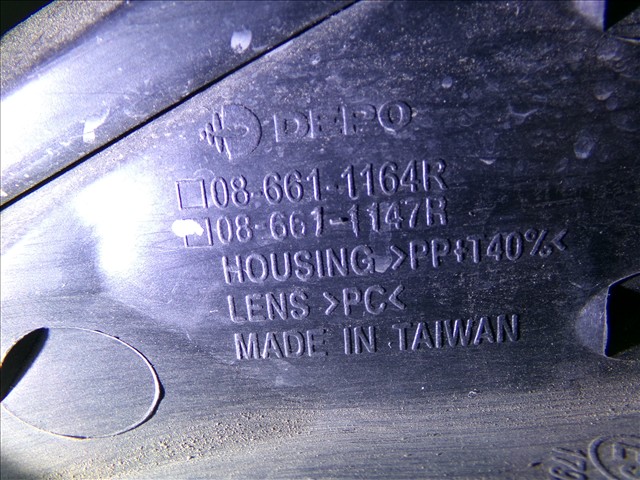 DEPO
□08-661-1164R
□08-661-1147R
HOUSING >PP+T40%<
LENS >PC<
MADE IN TAIWAN